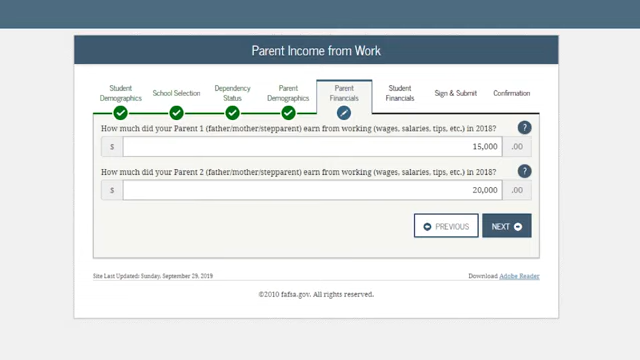 Parent Income from Work
Student Demographics
School Selection
Dependency Status
Parent Demographics
Parent Financials
Student Financials
Sign & Submit
Confirmation
How much did your Parent 1 (father/mother/stepparent) earn from working (wages, salaries, tips, etc.) in 2018?
?
$ 15,000 .00
How much did your Parent 2 (father/mother/stepparent) earn from working (wages, salaries, tips, etc.) in 2018?
?
$ 20,000 .00
PREVIOUS
NEXT
Site Last Updated: Sunday, September 29, 2019
Download Adobe Reader
©2010 fafsa.gov. All rights reserved.